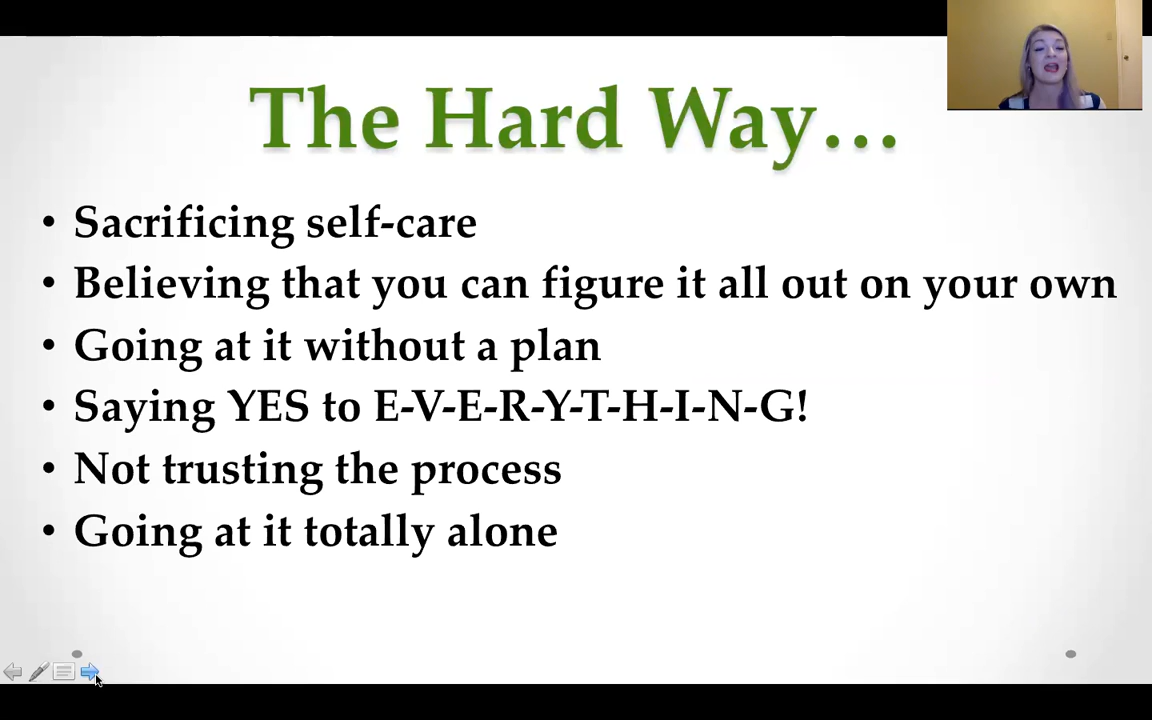 The Hard Way…
• Sacrificing self-care
• Believing that you can figure it all out on your own
• Going at it without a plan
• Saying YES to E-V-E-R-Y-T-H-I-N-G!
• Not trusting the process
• Going at it totally alone